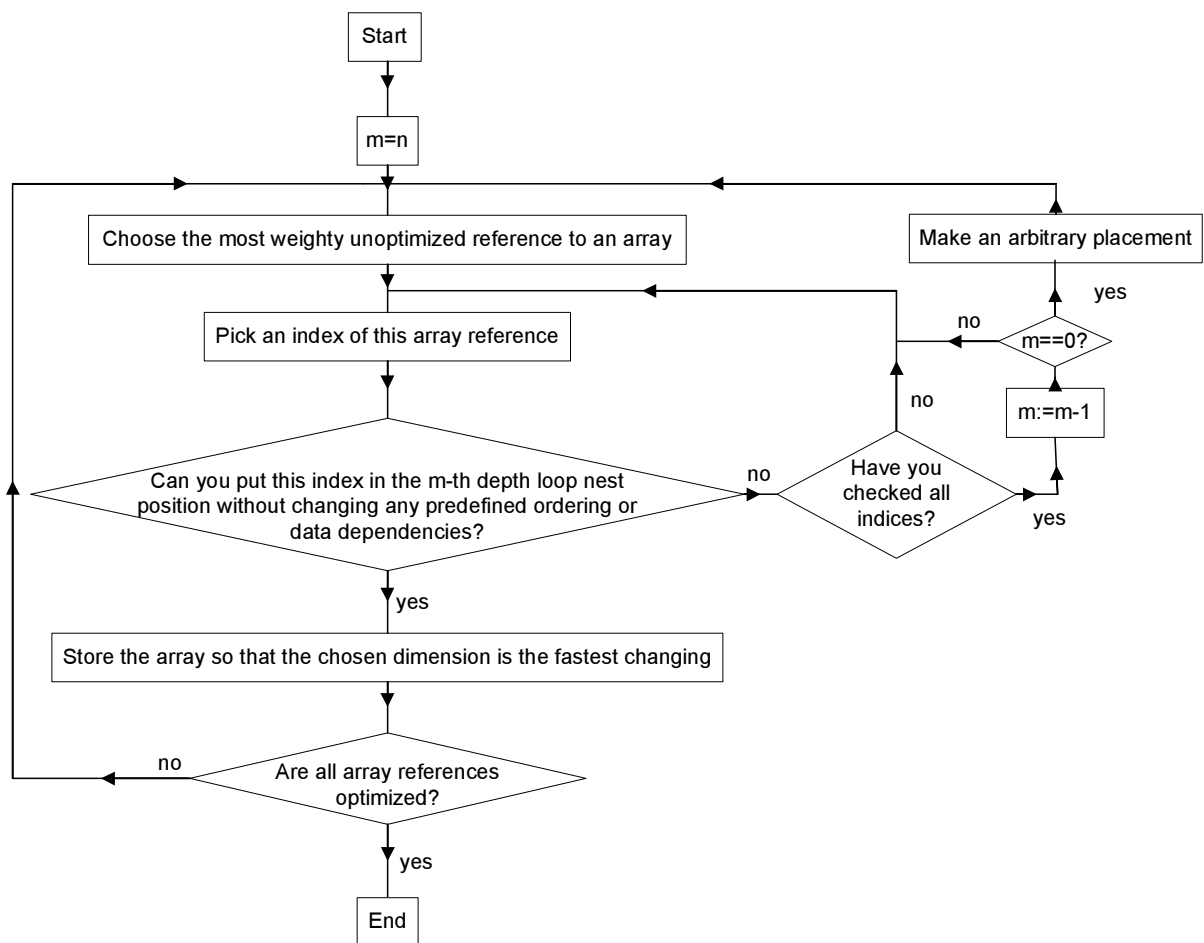 Start
m=n
Choose the most weighty unoptimized reference to an array
Make an arbitrary placement
yes
Pick an index of this array reference
no
m==0?
no
m:=m-1
Can you put this index in the m-th depth loop nest
position without changing any predefined ordering or
data dependencies?
no
Have you
checked all
indices?
yes
yes
Store the array so that the chosen dimension is the fastest changing
no
Are all array references
optimized?
yes
End